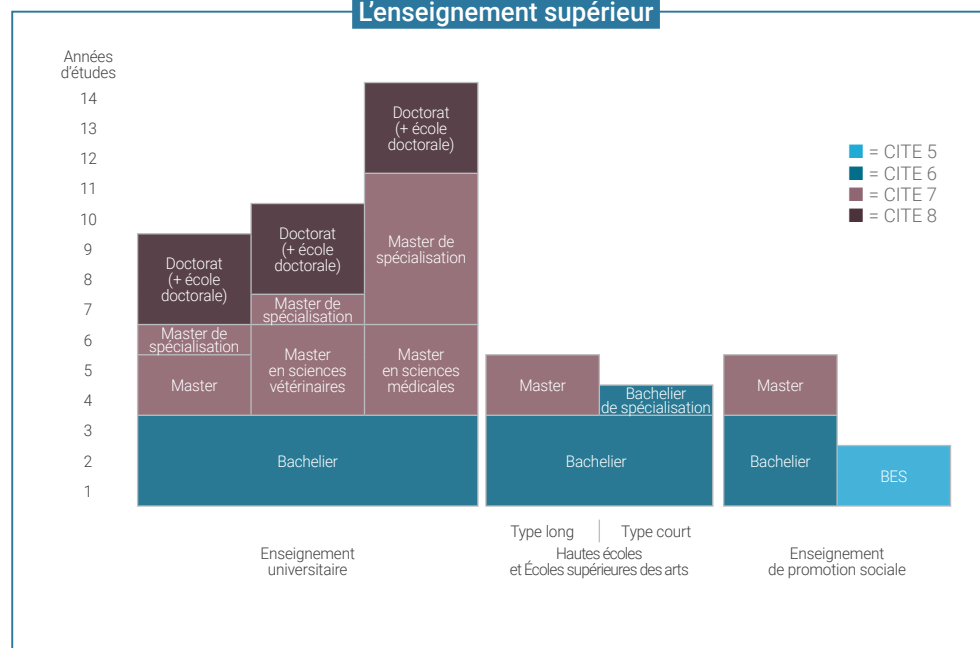 L'enseignement supérieur
Années
d'études
14
13
12
11
10
9
8
7
6
5
4
3
2
1
Doctorat
(+ école
doctorale)
Master de
spécialisation
Master
Doctorat
(+ école
doctorale)
Master de
spécialisation
Master
en sciences
vétérinaires
Doctorat
(+ école
doctorale)
Master de
spécialisation
Master
en sciences
médicales
Bachelier
Master
Bachelier
de spécialisation
Bachelier
Master
Bachelier
BES
= CITE 5
= CITE 6
= CITE 7
= CITE 8
Enseignement
universitaire
Type long
Type court
Hautes écoles
et Écoles supérieures des arts
Enseignement
de promotion sociale